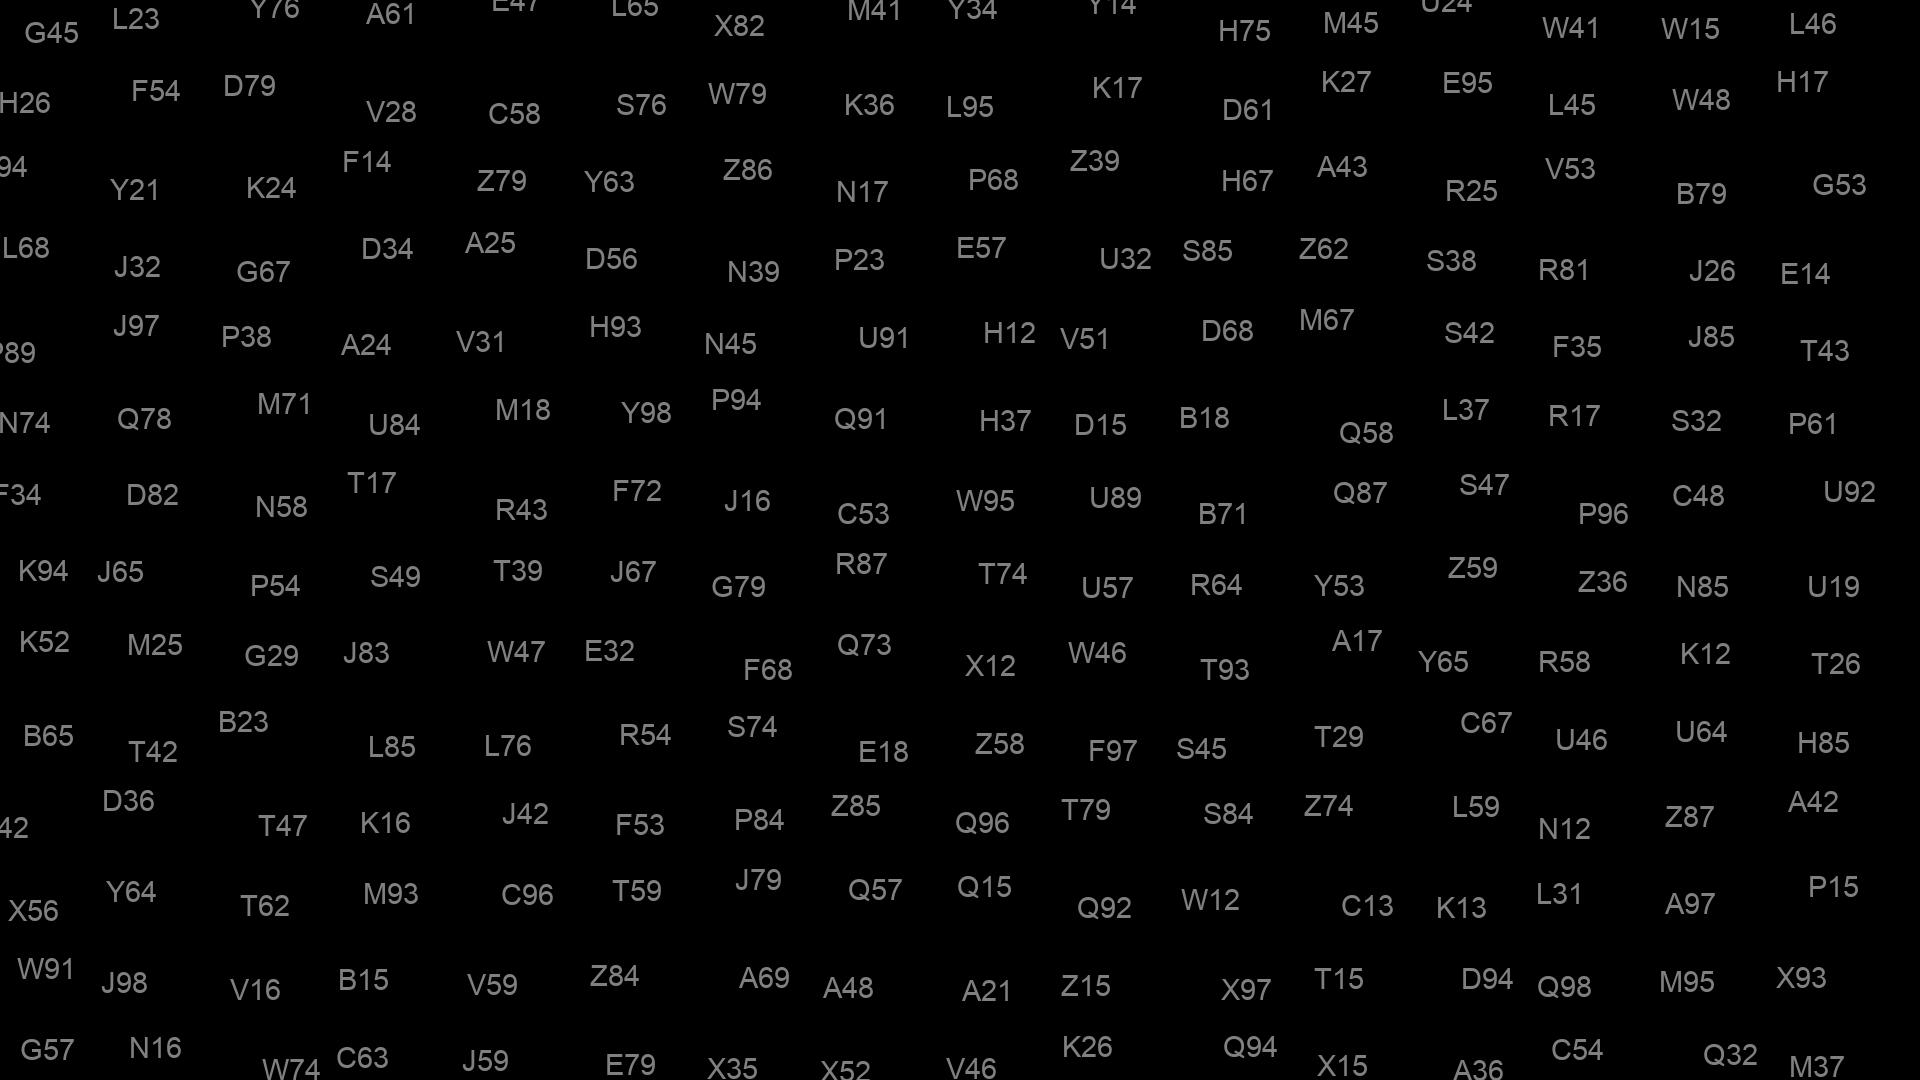 G45 L23 Y76 A61 E47 L65 X82 M41 Y34 Y14 H75 M45 U24 W41 W15 L46
H26 F54 D79 V28 C58 S76 W79 K36 L95 K17 D61 K27 E95 L45 W48 H17
94 Y21 K24 F14 Z79 Y63 Z86 N17 P68 Z39 H67 A43 R25 V53 B79 G53
L68 J32 G67 D34 A25 D56 N39 P23 E57 U32 S85 Z62 S38 R81 J26 E14
P89 J97 P38 A24 V31 H93 N45 U91 H12 V51 D68 M67 S42 F35 J85 T43
N74 Q78 M71 U84 M18 Y98 P94 Q91 H37 D15 B18 Q58 L37 R17 S32 P61
F34 D82 N58 T17 R43 F72 J16 C53 W95 U89 B71 Q87 S47 P96 C48 U92
K94 J65 P54 S49 T39 J67 G79 R87 T74 U57 R64 Y53 Z59 Z36 N85 U19
K52 M25 G29 J83 W47 E32 F68 Q73 X12 W46 T93 A17 Y65 R58 K12 T26
B65 T42 B23 L85 L76 R54 S74 E18 Z58 F97 S45 T29 C67 U46 U64 H85
42 D36 T47 K16 J42 F53 P84 Z85 Q96 T79 S84 Z74 L59 N12 Z87 A42
X56 Y64 T62 M93 C96 T59 J79 Q57 Q15 Q92 W12 C13 K13 L31 A97 P15
W91 J98 V16 B15 V59 Z84 A69 A48 A21 Z15 X97 T15 D94 Q98 M95 X93
G57 N16 W74 C63 J59 E79 X35 X52 V46 K26 Q94 X15 A36 C54 Q32 M37